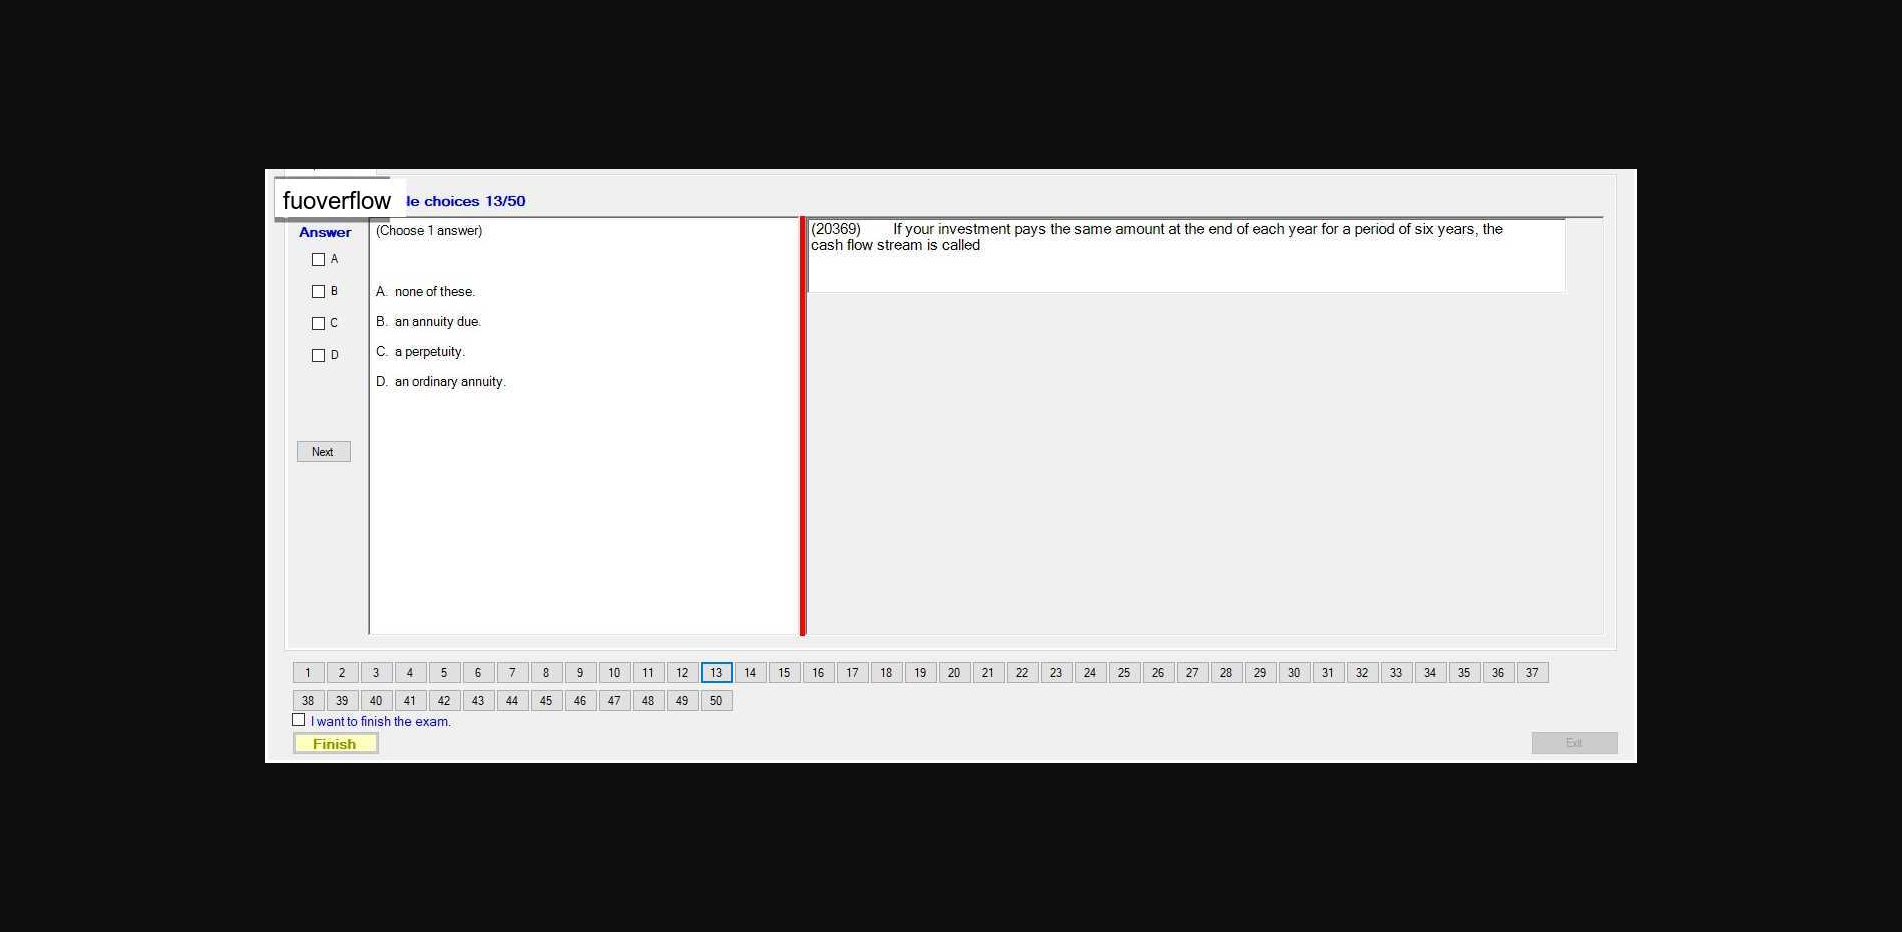 fuoverflow
le choices 13/50
Answer
(Choose 1 answer)
A
B
C
D
A. none of these.
B. an annuity due.
C. a perpetuity.
D. an ordinary annuity.
Next
(20369) If your investment pays the same amount at the end of each year for a period of six years, the
cash flow stream is called
1 2 3 4 5 6 7 8 9 10 11 12 13 14 15 16 17 18 19 20 21 22 23 24 25 26 27 28 29 30 31 32 33 34 35 36 37
38 39 40 41 42 43 44 45 46 47 48 49 50
I want to finish the exam.
Finish
Exit